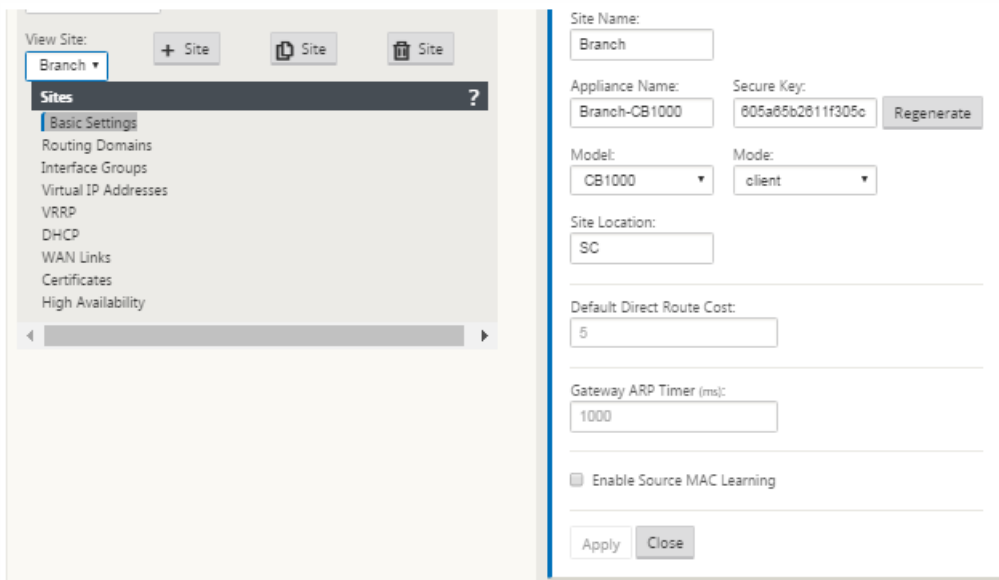 View Site:
+ Site
Site
Site
Branch
Sites
?
Basic Settings
Routing Domains
Interface Groups
Virtual IP Addresses
VRRP
DHCP
WAN Links
Certificates
High Availability
Site Name:
Branch
Appliance Name:
Secure Key:
Branch-CB1000
605a65b2611f305c
Regenerate
Model:
Mode:
CB1000
client
Site Location:
SC
Default Direct Route Cost:
5
Gateway ARP Timer (ms):
1000
Enable Source MAC Learning
Apply
Close